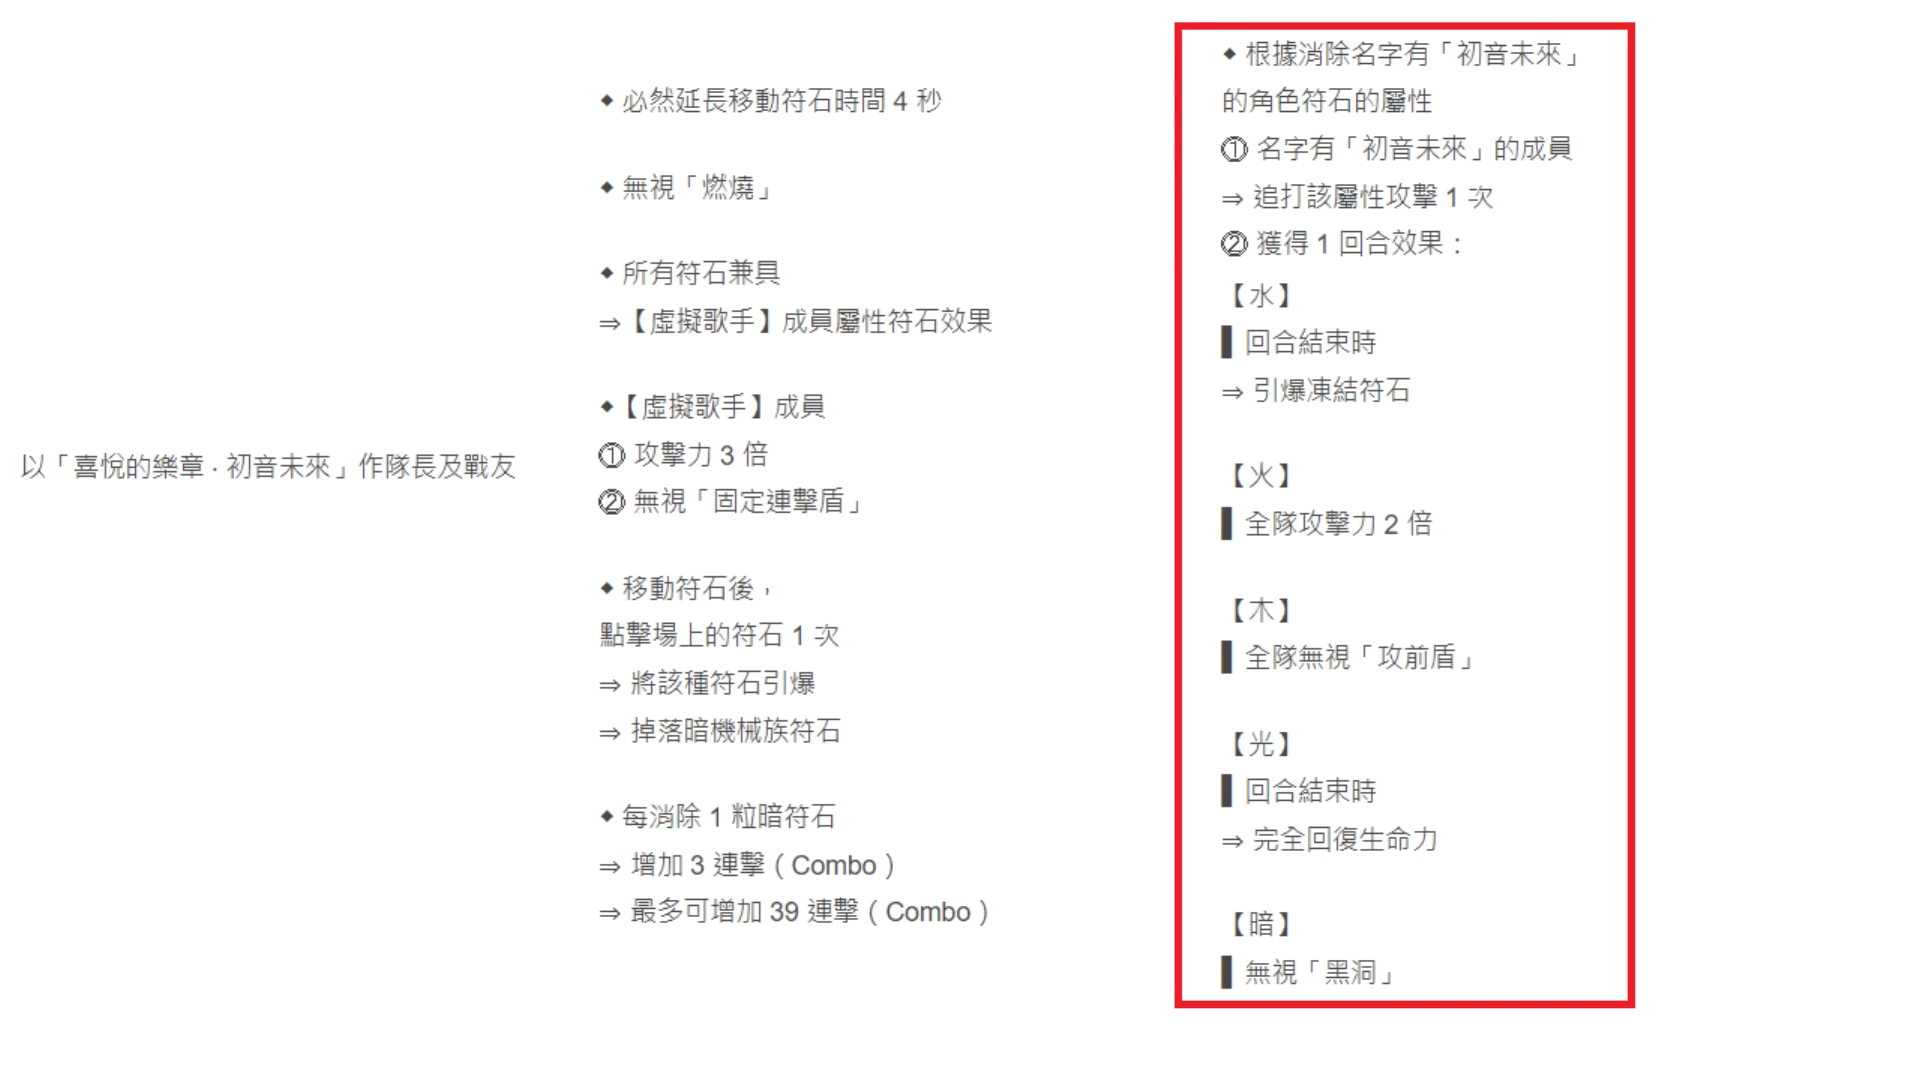 以「喜悅的樂章 ‧ 初音未來」作隊長及戰友
◆ 必然延長移動符石時間 4 秒
◆ 無視「燃燒」
◆ 所有符石兼具
⇒【虛擬歌手】成員屬性符石效果
◆【虛擬歌手】成員
① 攻擊力 3 倍
② 無視「固定連擊盾」
◆ 移動符石後，
點擊場上的符石 1 次
⇒ 將該種符石引爆
⇒ 掉落暗機械族符石
◆ 每消除 1 粒暗符石
⇒ 增加 3 連擊（Combo）
⇒ 最多可增加 39 連擊（Combo）
◆ 根據消除名字有「初音未來」
的角色符石的屬性
① 名字有「初音未來」的成員
⇒ 追打該屬性攻擊 1 次
② 獲得 1 回合效果：
【水】
▌回合結束時
⇒ 引爆凍結符石
【火】
▌全隊攻擊力 2 倍
【木】
▌全隊無視「攻前盾」
【光】
▌回合結束時
⇒ 完全回復生命力
【暗】
▌無視「黑洞」